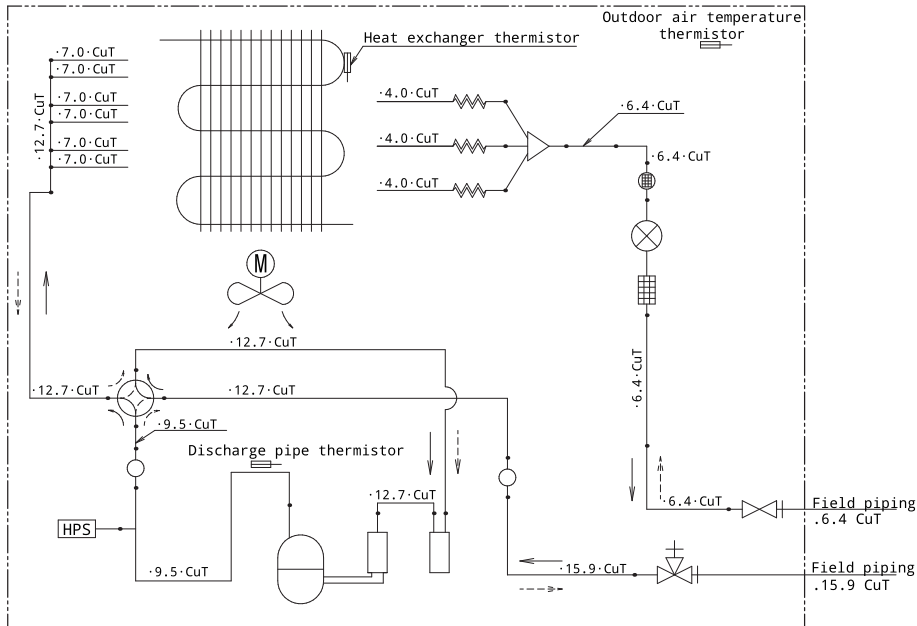 Outdoor air temperature
thermistor
Heat exchanger thermistor
.7.0.CuT
.7.0.CuT
.7.0.CuT
.7.0.CuT
.7.0.CuT
.7.0.CuT
.12.7.CuT
.4.0.CuT
.4.0.CuT
.4.0.CuT
.6.4.CuT
.6.4.CuT
M
.12.7.CuT
.6.4.CuT
.12.7.CuT
.12.7.CuT
.9.5.CuT
Discharge pipe thermistor
.12.7.CuT
.6.4.CuT
Field piping
.6.4 CuT
HPS
.9.5.CuT
.15.9.CuT
Field piping
.15.9 CuT